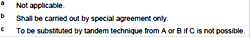 a Not applicable.
b Shall be carried out by special agreement only.
c To be substituted by tandem technique from A or B if C is not possible.